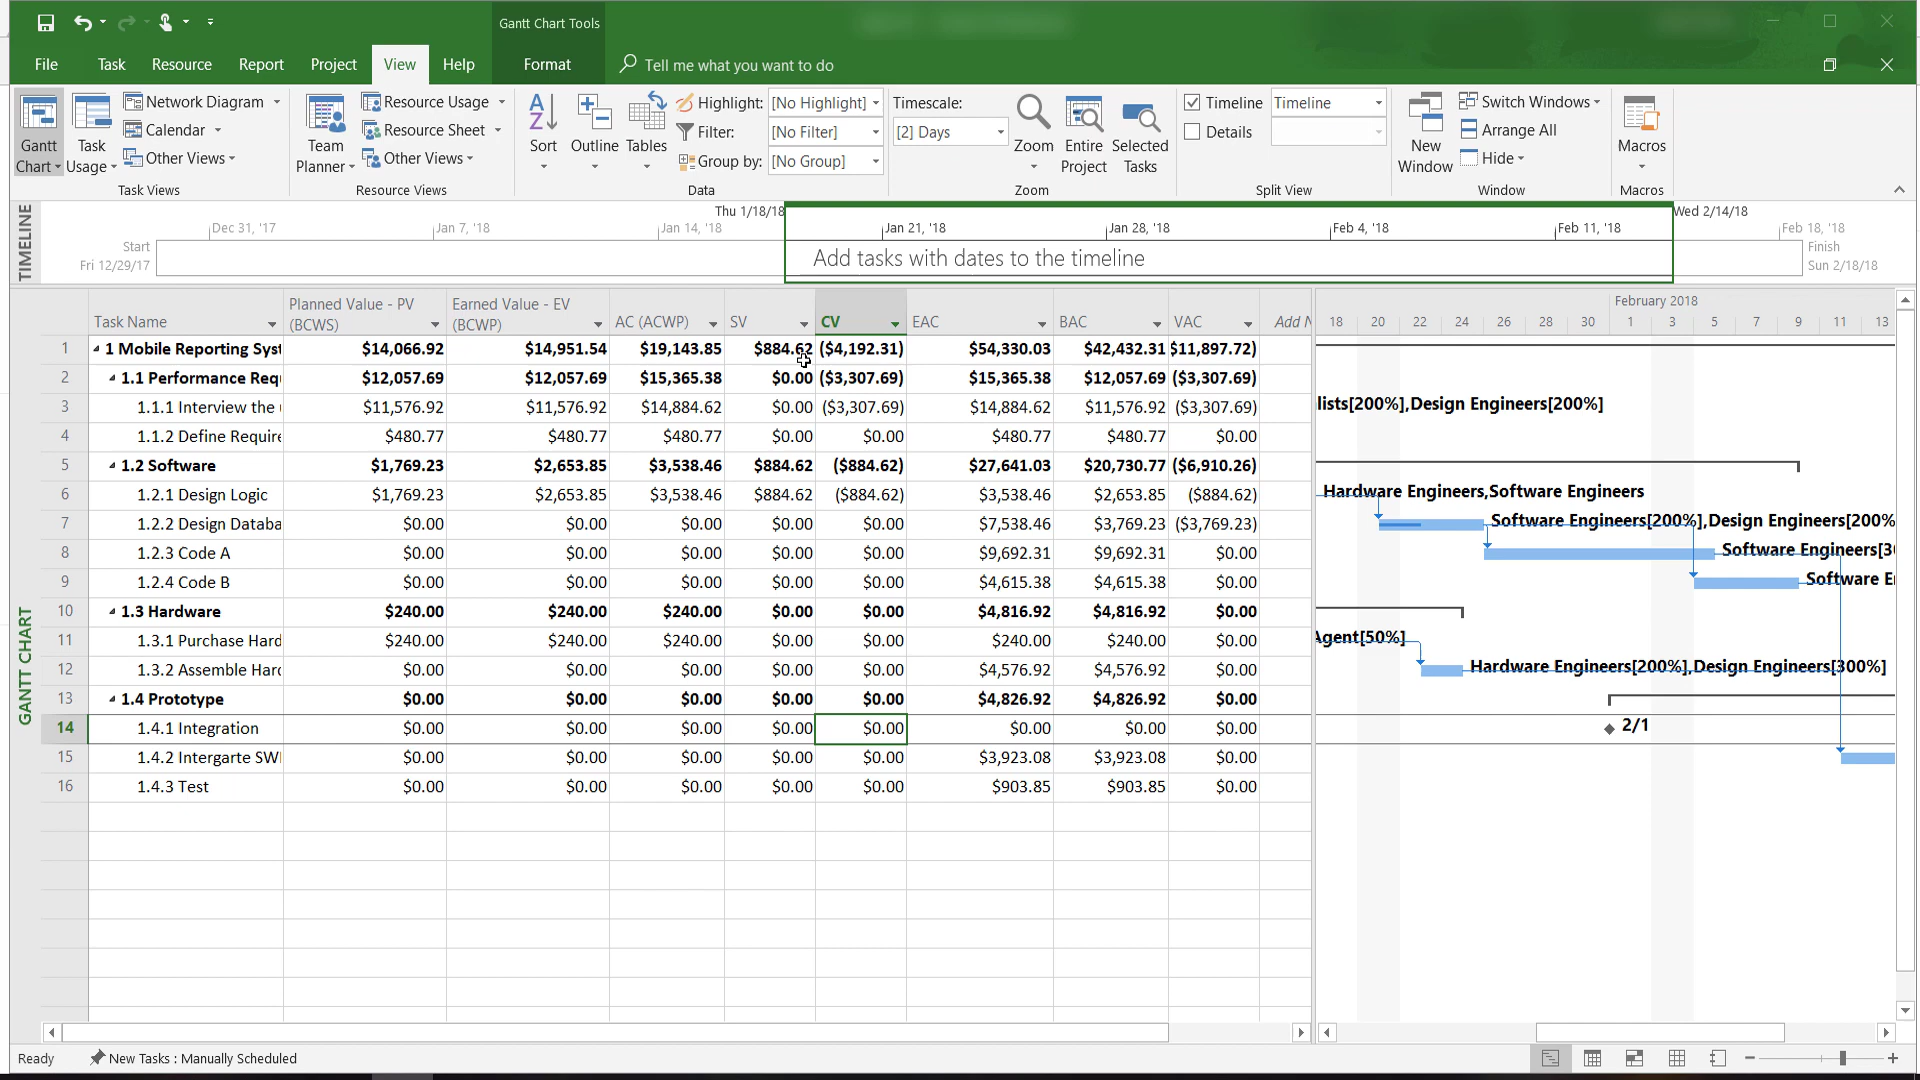 Gantt Chart Tools
File Task Resource Report Project View Help Format Tell me what you want to do
Gantt Chart
Task Usage
Network Diagram
Calendar
Other Views
Task Views
Team Planner
Resource Usage
Resource Sheet
Other Views
Resource Views
Sort
Outline
Tables
Highlight: [No Highlight]
Filter: [No Filter]
Group by: [No Group]
Data
Timescale:
[2] Days
Zoom
Entire Project
Selected Tasks
Zoom
Timeline Timeline
Details
Split View
New Window
Switch Windows
Arrange All
Hide
Window
Macros
Macros
TIMELINE
Thu 1/18/18 Wed 2/14/18
Dec 31, '17 Jan 7, '18 Jan 14, '18 Jan 21, '18 Jan 28, '18 Feb 4, '18 Feb 11, '18 Feb 18, '18
Start
Fri 12/29/17
Add tasks with dates to the timeline
Finish
Sun 2/18/18
GANTT CHART
Task Name Planned Value - PV (BCWS) Earned Value - EV (BCWP) AC (ACWP) SV CV EAC BAC VAC Add N
February 2018
18 20 22 24 26 28 30 1 3 5 7 9 11 13
1 1 Mobile Reporting Syst $14,066.92 $14,951.54 $19,143.85 $884.62 ($4,192.31) $54,330.03 $42,432.31 $11,897.72)
2 1.1 Performance Req $12,057.69 $12,057.69 $15,365.38 $0.00 ($3,307.69) $15,365.38 $12,057.69 ($3,307.69)
3 1.1.1 Interview the $11,576.92 $11,576.92 $14,884.62 $0.00 ($3,307.69) $14,884.62 $11,576.92 ($3,307.69) lists[200%],Design Engineers[200%]
4 1.1.2 Define Require $480.77 $480.77 $480.77 $0.00 $0.00 $480.77 $480.77 $0.00
5 1.2 Software $1,769.23 $2,653.85 $3,538.46 $884.62 ($884.62) $27,641.03 $20,730.77 ($6,910.26)
6 1.2.1 Design Logic $1,769.23 $2,653.85 $3,538.46 $884.62 ($884.62) $3,538.46 $2,653.85 ($884.62) Hardware Engineers,Software Engineers
7 1.2.2 Design Databa $0.00 $0.00 $0.00 $0.00 $0.00 $7,538.46 $3,769.23 ($3,769.23) Software Engineers[200%],Design Engineers[200%
8 1.2.3 Code A $0.00 $0.00 $0.00 $0.00 $0.00 $9,692.31 $9,692.31 $0.00 Software Engineers[3
9 1.2.4 Code B $0.00 $0.00 $0.00 $0.00 $0.00 $4,615.38 $4,615.38 $0.00 Software E
10 1.3 Hardware $240.00 $240.00 $240.00 $0.00 $0.00 $4,816.92 $4,816.92 $0.00
11 1.3.1 Purchase Hard $240.00 $240.00 $240.00 $0.00 $0.00 $240.00 $240.00 $0.00 Agent[50%]
12 1.3.2 Assemble Hard $0.00 $0.00 $0.00 $0.00 $0.00 $4,576.92 $4,576.92 $0.00 Hardware Engineers[200%],Design Engineers[300%]
13 1.4 Prototype $0.00 $0.00 $0.00 $0.00 $0.00 $4,826.92 $4,826.92 $0.00
14 1.4.1 Integration $0.00 $0.00 $0.00 $0.00 $0.00 $0.00 $0.00 $0.00 2/1
15 1.4.2 Intergarte SW $0.00 $0.00 $0.00 $0.00 $0.00 $3,923.08 $3,923.08 $0.00
16 1.4.3 Test $0.00 $0.00 $0.00 $0.00 $0.00 $903.85 $903.85 $0.00
Ready New Tasks : Manually Scheduled